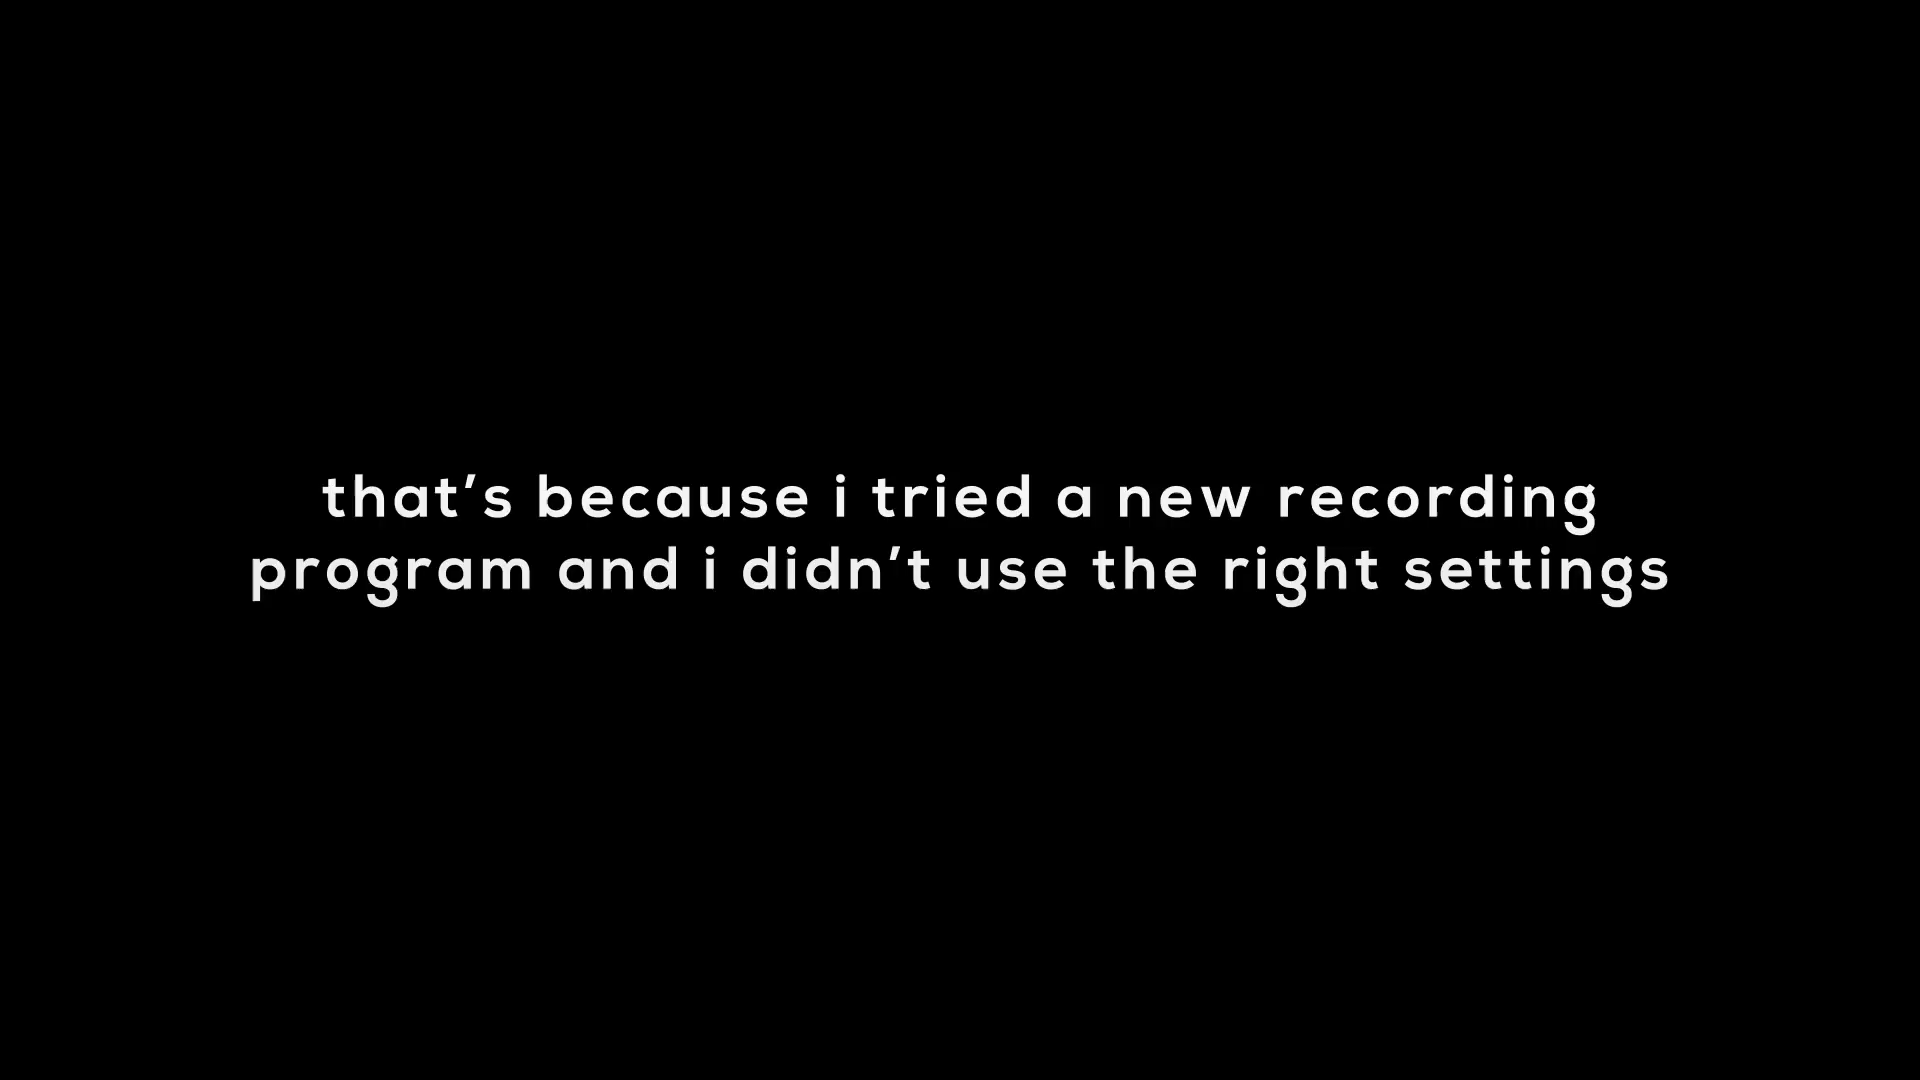 that’s because i tried a new recording
program and i didn’t use the right settings